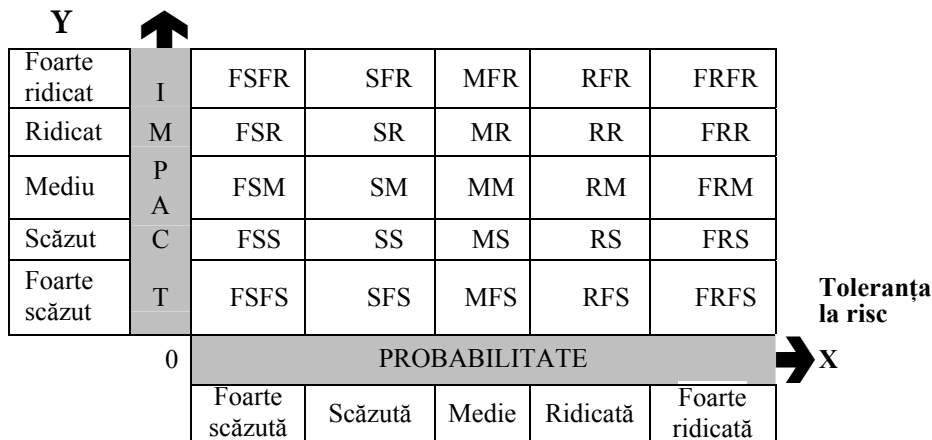 Y
Foarte ridicat I FSFR SFR MFR RFR FRFR
Ridicat M FSR SR MR RR FRR
Mediu P A FSM SM MM RM FRM
Scăzut C FSS SS MS RS FRS
Foarte scăzut T FSFS SFS MFS RFS FRFS
Toleranța
la risc
0 PROBABILITATE X
Foarte scăzută Scăzută Medie Ridicată Foarte ridicată